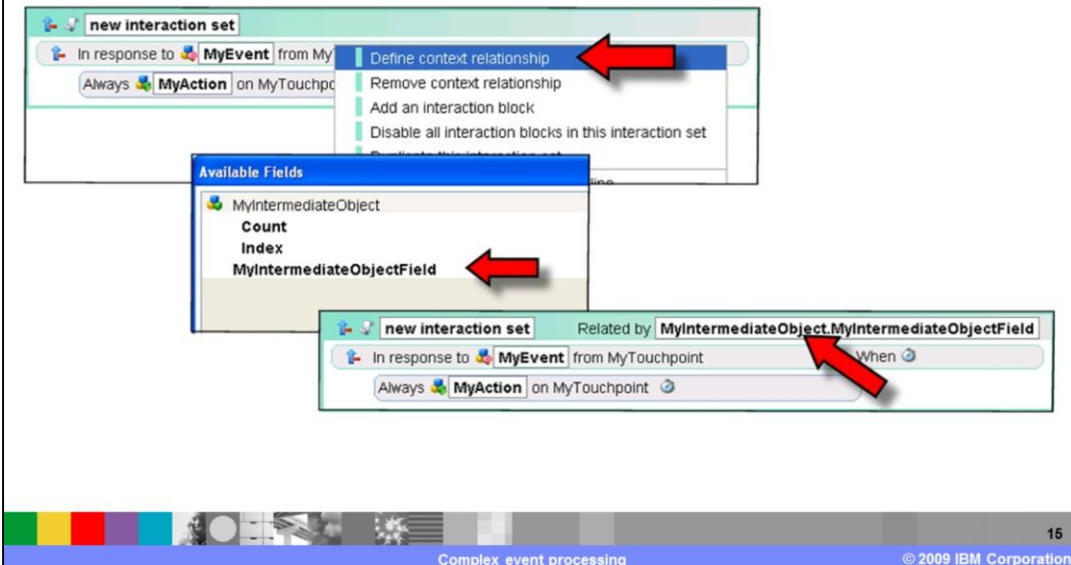 new interaction set
In response to MyEvent from My
Define context relationship
Always MyAction on MyTouchpo
Remove context relationship
Add an interaction block
Disable all interaction blocks in this interaction set
Available Fields
MyIntermediateObject
Count
Index
MyIntermediateObjectField
new interaction set Related by MyIntermediateObject.MyIntermediateObjectField
In response to MyEvent from MyTouchpoint When
Always MyAction on MyTouchpoint
15
Complex event processing © 2009 IBM Corporation